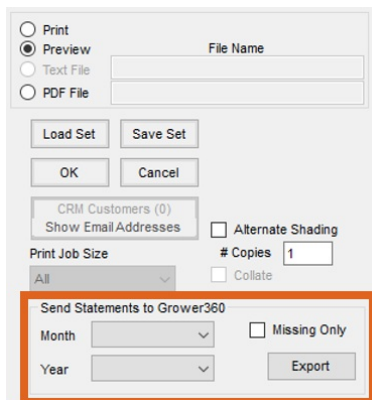 Print
Preview File Name
Text File
PDF File
Load Set Save Set
OK Cancel
CRM Customers (0)
Show Email Addresses
Alternate Shading
Print Job Size # Copies 1
All Collate
Send Statements to Grower360
Month Missing Only
Year Export